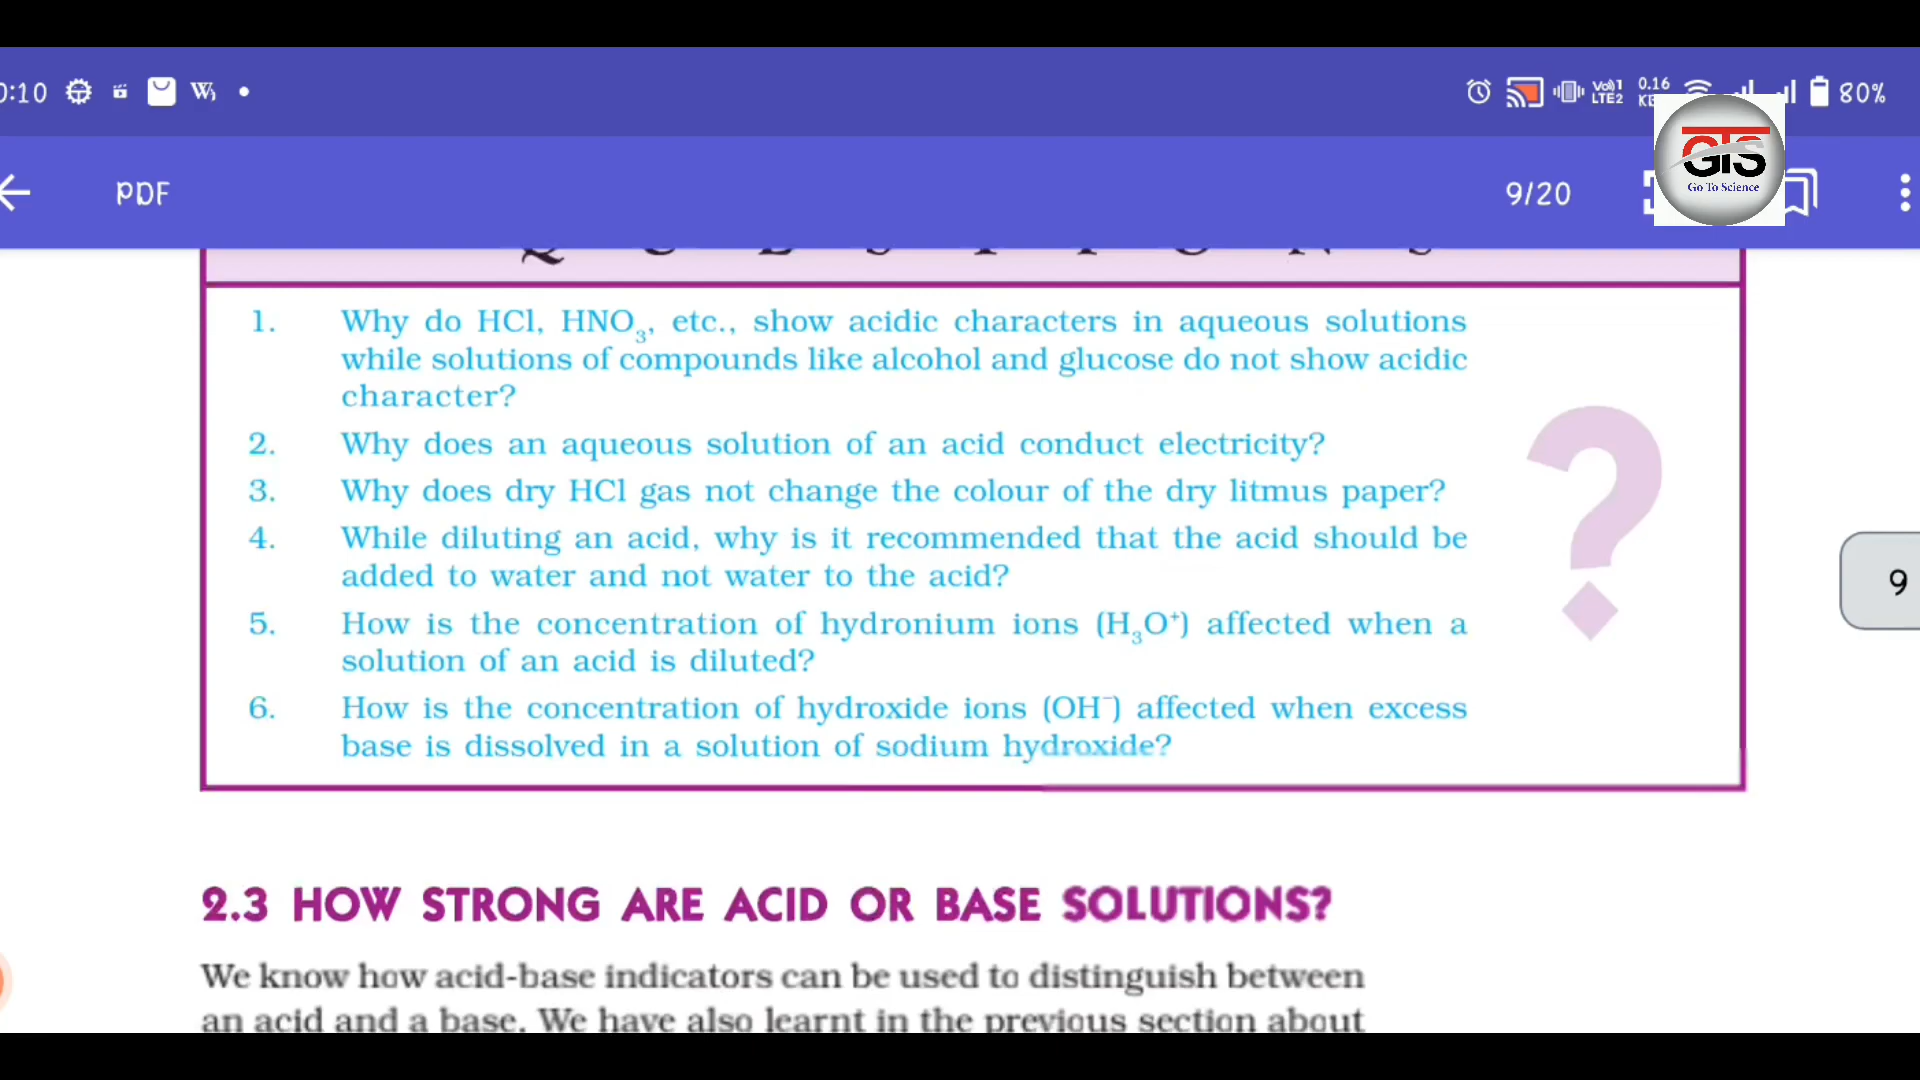 0:10 W 80%
VoI) 1
LTE2
0.16
PDF 9/20
GTS
Go To Science
QUESTIONS
1. Why do HCl, HNO₃, etc., show acidic characters in aqueous solutions
while solutions of compounds like alcohol and glucose do not show acidic
character?
2. Why does an aqueous solution of an acid conduct electricity?
3. Why does dry HCl gas not change the colour of the dry litmus paper?
4. While diluting an acid, why is it recommended that the acid should be
added to water and not water to the acid?
5. How is the concentration of hydronium ions (H₃O⁺) affected when a
solution of an acid is diluted?
6. How is the concentration of hydroxide ions (OH⁻) affected when excess
base is dissolved in a solution of sodium hydroxide?
?
9
2.3 HOW STRONG ARE ACID OR BASE SOLUTIONS?
We know how acid-base indicators can be used to distinguish between
an acid and a base. We have also learnt in the previous section about